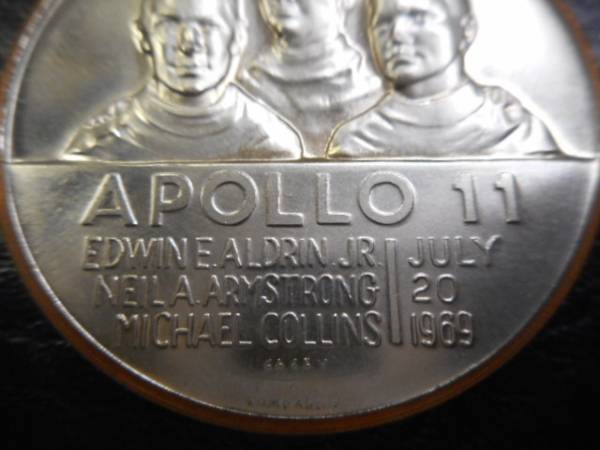 APOLLO 11
EDWIN E. ALDRIN. JR.
NEIL A. ARMSTRONG
MICHAEL COLLINS
JULY
20
1969